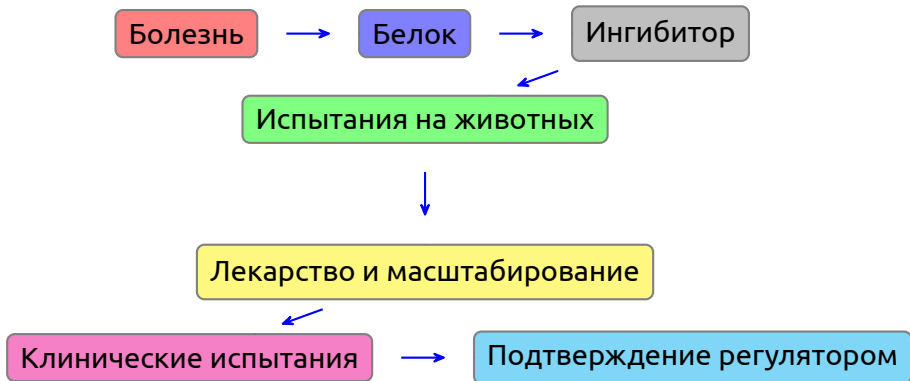 Болезнь
Белок
Ингибитор
Испытания на животных
Лекарство и масштабирование
Клинические испытания
Подтверждение регулятором